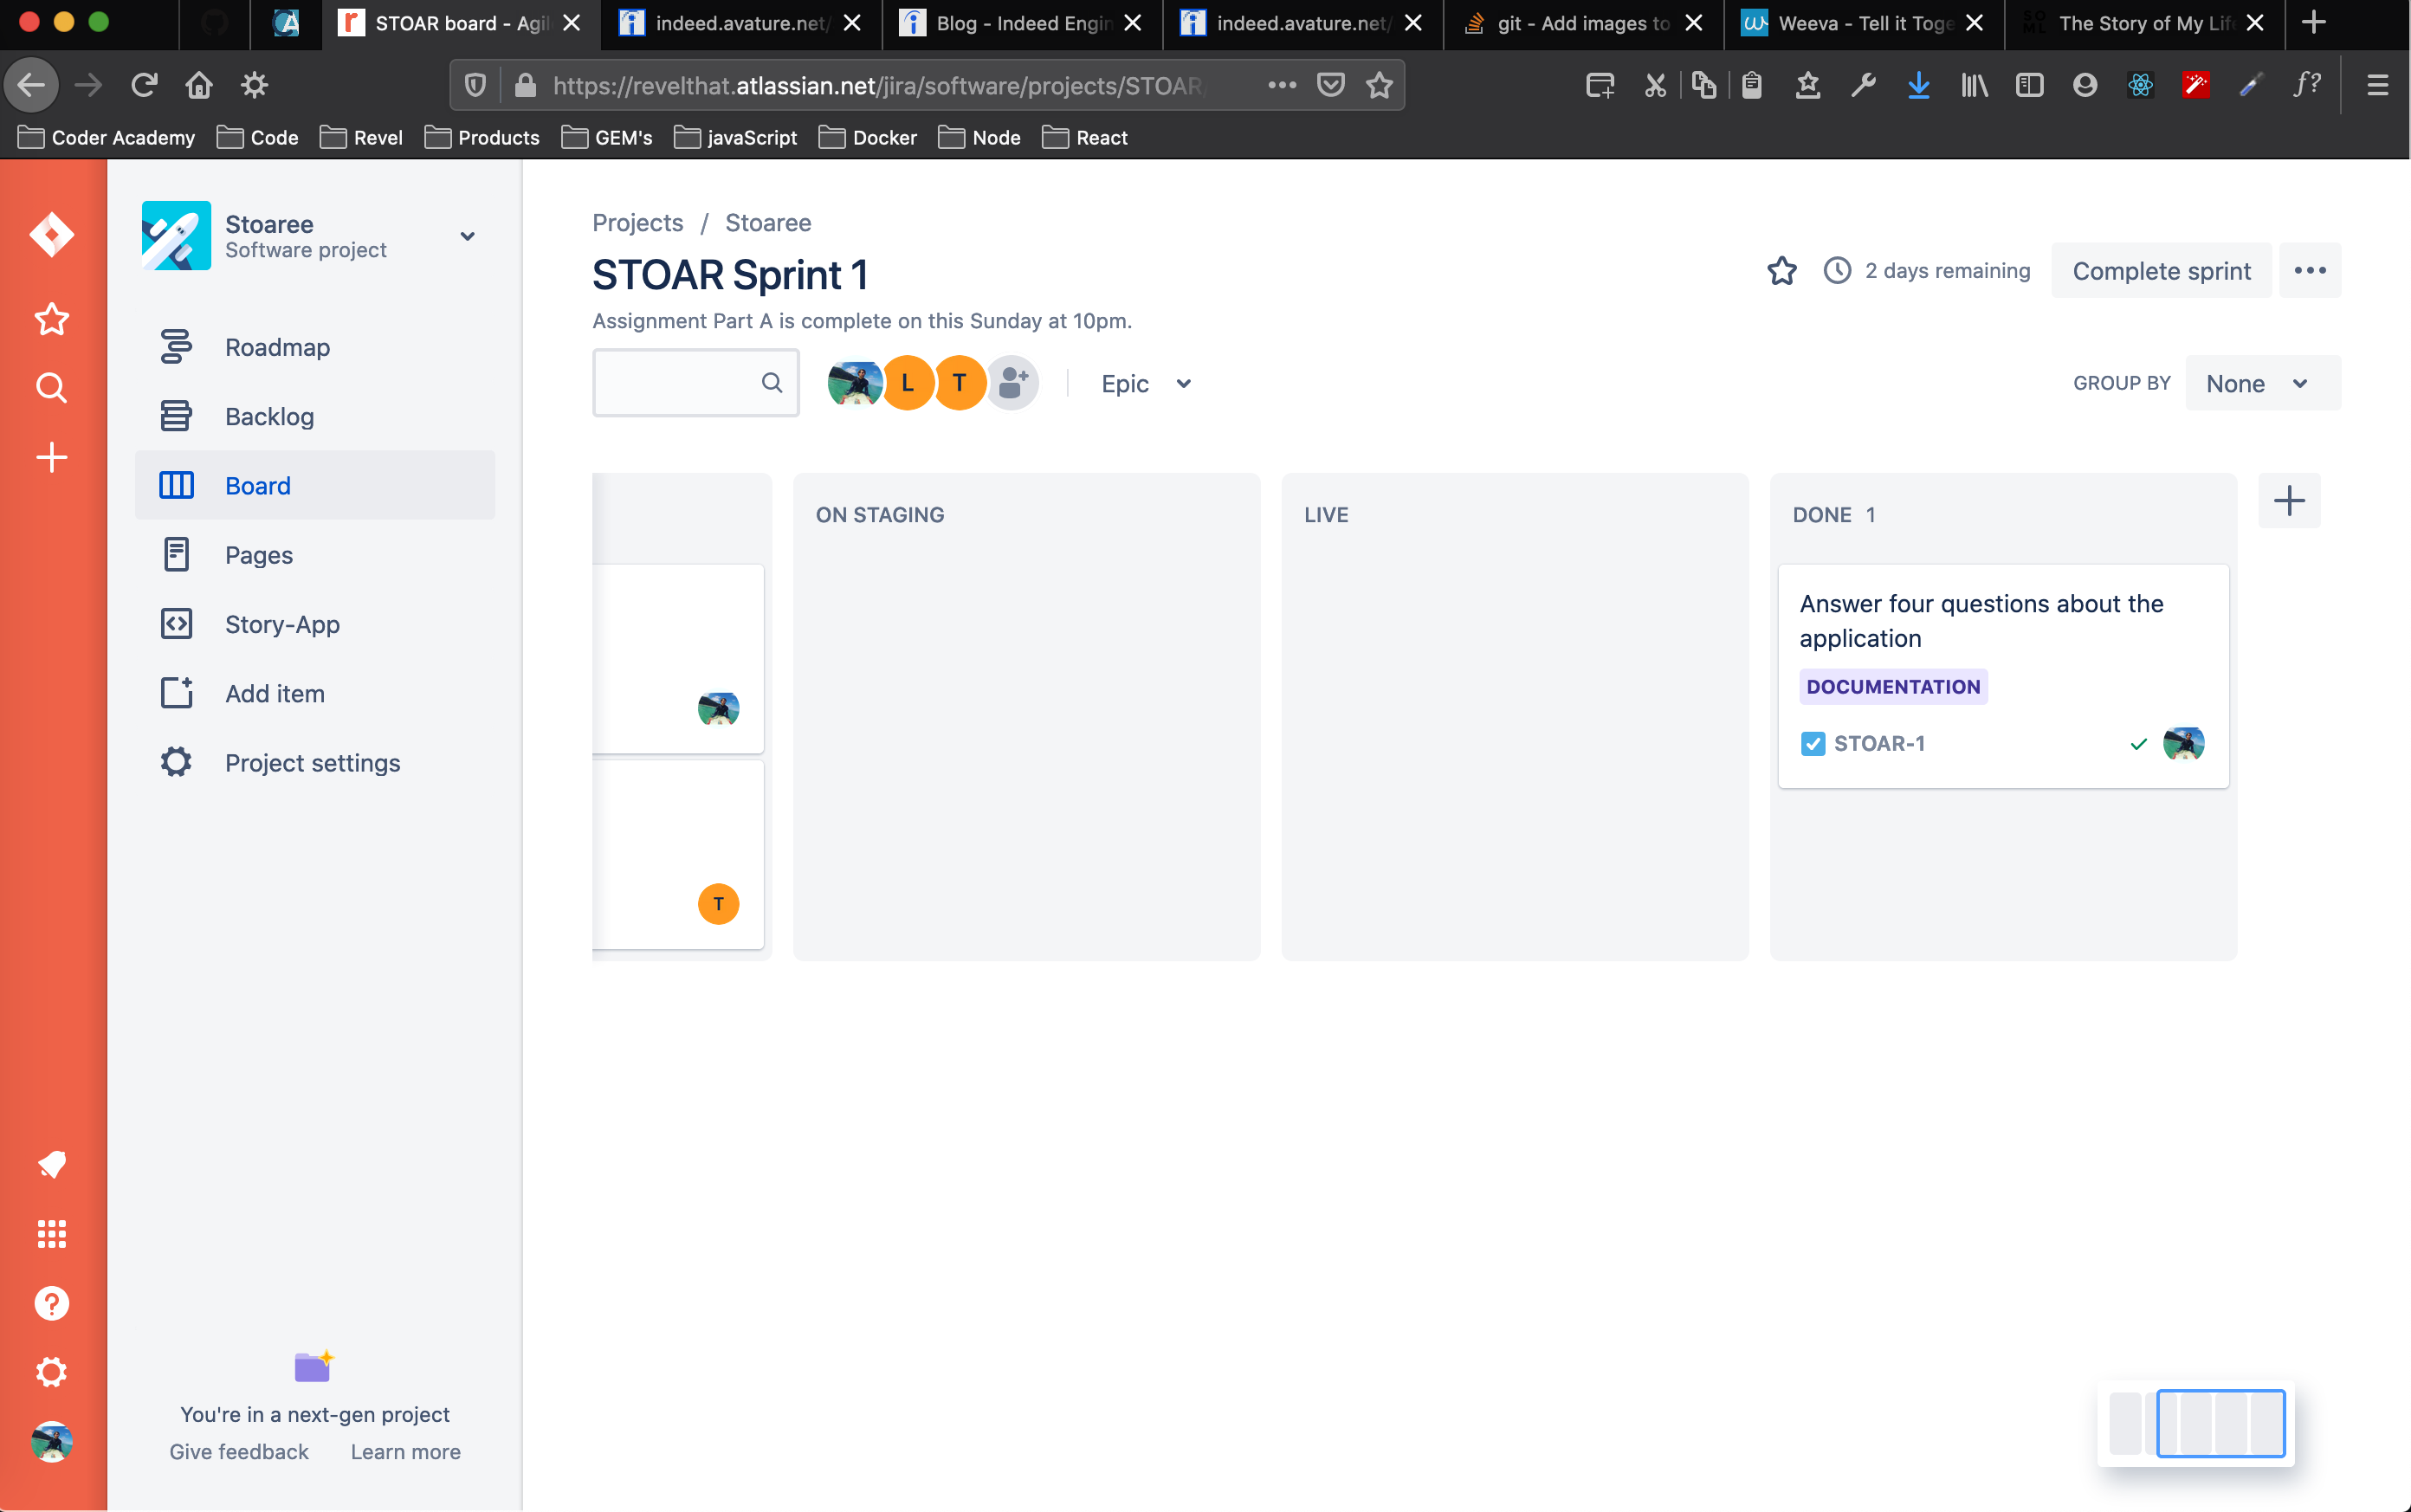 STOAR board - Agil
indeed.avature.net/
Blog - Indeed Engin
indeed.avature.net/
git - Add images to
Weeva - Tell it Toge
The Story of My Life
https://revelthat.atlassian.net/jira/software/projects/STOAR/
Coder Academy
Code
Revel
Products
GEM's
javaScript
Docker
Node
React
Stoaree
Software project
Roadmap
Backlog
Board
Pages
Story-App
Add item
Project settings
You're in a next-gen project
Give feedback
Learn more
Projects / Stoaree
STOAR Sprint 1
2 days remaining
Complete sprint
Assignment Part A is complete on this Sunday at 10pm.
L
T
Epic
GROUP BY
None
T
ON STAGING
LIVE
DONE 1
Answer four questions about the
application
DOCUMENTATION
STOAR-1